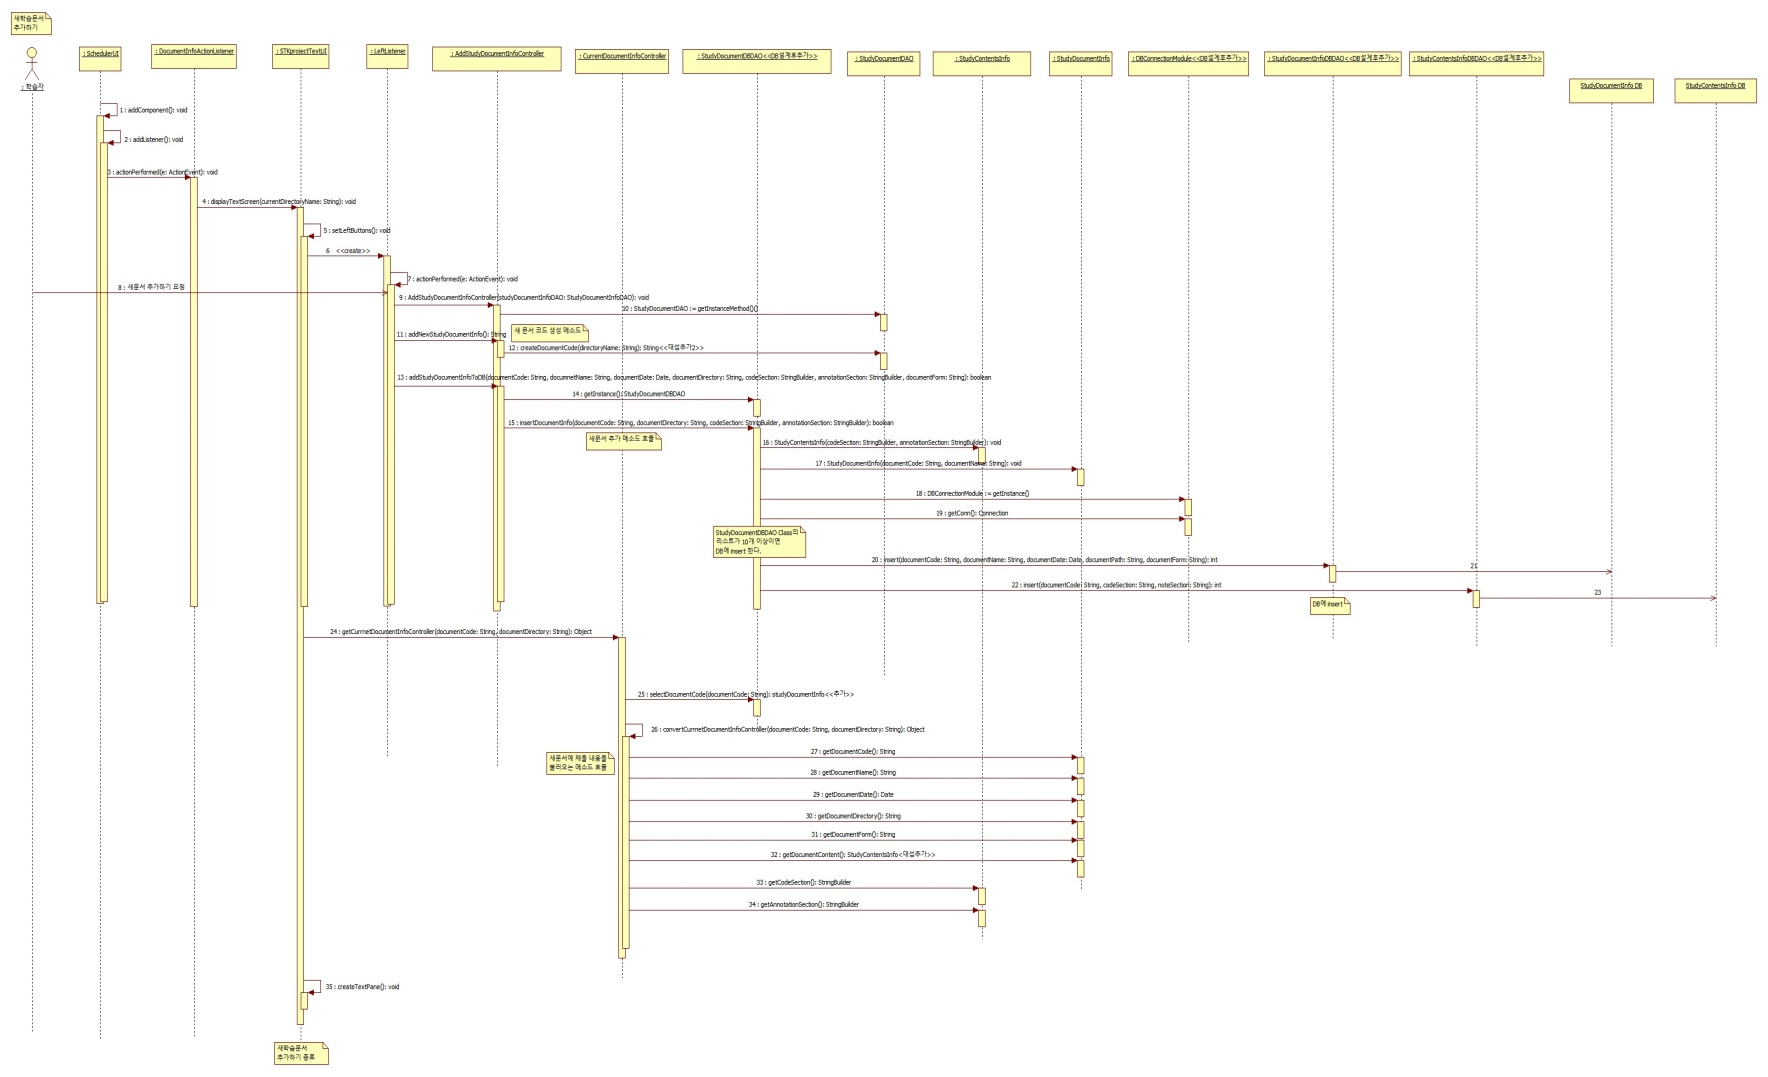 새학습문서
추가하기
: 학습자
: SchedulerUI
: DocumentInfoActionListener
: STKprojectTextUI
: LeftListener
: AddStudyDocumentInfoController
: CurrentDocumentInfoController
: StudyDocumentDBDAO<<DB설계후추가>>
: StudyDocumentDAO
: StudyContentsInfo
: StudyDocumentInfo
: DBConnectionModule<<DB설계후추가>>
: StudyDocumentInfoDBDAO<<DB설계후추가>>
: StudyContentsInfoDBDAO<<DB설계후추가>>
StudyDocumentInfo DB
StudyContentsInfo DB
1 : addComponent(): void
2 : addListener(): void
3 : actionPerformed(e: ActionEvent): void
4 : displayTextScreen(currentDirectoryName: String): void
5 : setLeftButtons(): void
6 <<create>>
7 : actionPerformed(e: ActionEvent): void
8 : 새문서 추가하기 요청
9 : AddStudyDocumentInfoController(studyDocumentInfoDAO: StudyDocumentInfoDAO): void
10 : StudyDocumentDAO := getInstanceMethod()()
11 : addNewStudyDocumentInfo(): String
새 문서 코드 생성 메소드
12 : createDocumentCode(directoryName: String): String<<대섭추가2>>
13 : addStudyDocumentInfoToDB(documentCode: String, documnetName: String, documentDate: Date, documentDirectory: String, codeSection: StringBuilder, annotationSection: StringBuilder, documentForm: String): boolean
14 : getInstance(): StudyDocumentDBDAO
15 : insertDocumentInfo(documentCode: String, documentDirectory: String, codeSection: StringBuilder, annotationSection: StringBuilder): boolean
새문서 추가 메소드 호출
16 : StudyContentsInfo(codeSection: StringBuilder, annotationSection: StringBuilder): void
17 : StudyDocumentInfo(documentCode: String, documentName: String): void
18 : DBConnectionModule := getInstance()
19 : getConn(): Connection
StudyDocumentDBDAO Class의
리스트가 10개 이상이면
DB에 insert 한다.
20 : insert(documentCode: String, documentName: String, documentDate: Date, documentPath: String, documentForm: String): int
21
22 : insert(documentCode: String, codeSection: String, noteSection: String): int
23
DB에 insert
24 : getCurrnetDocumentInfoController(documentCode: String, documentDirectory: String): Object
25 : selectDocumentCode(documentCode: String): studyDocumentInfo<<추가>>
26 : convertCurrnetDocumentInfoController(documentCode: String, documentDirectory: String): Object
새문서에 채울 내용을
불러오는 메소드 호출
27 : getDocumentCode(): String
28 : getDocumentName(): String
29 : getDocumentDate(): Date
30 : getDocumentDirectory(): String
31 : getDocumentForm(): String
32 : getDocumentContent(): StudyContentsInfo<대섭추가>>
33 : getCodeSection(): StringBuilder
34 : getAnnotationSection(): StringBuilder
35 : createTextPane(): void
새학습문서
추가하기 종료